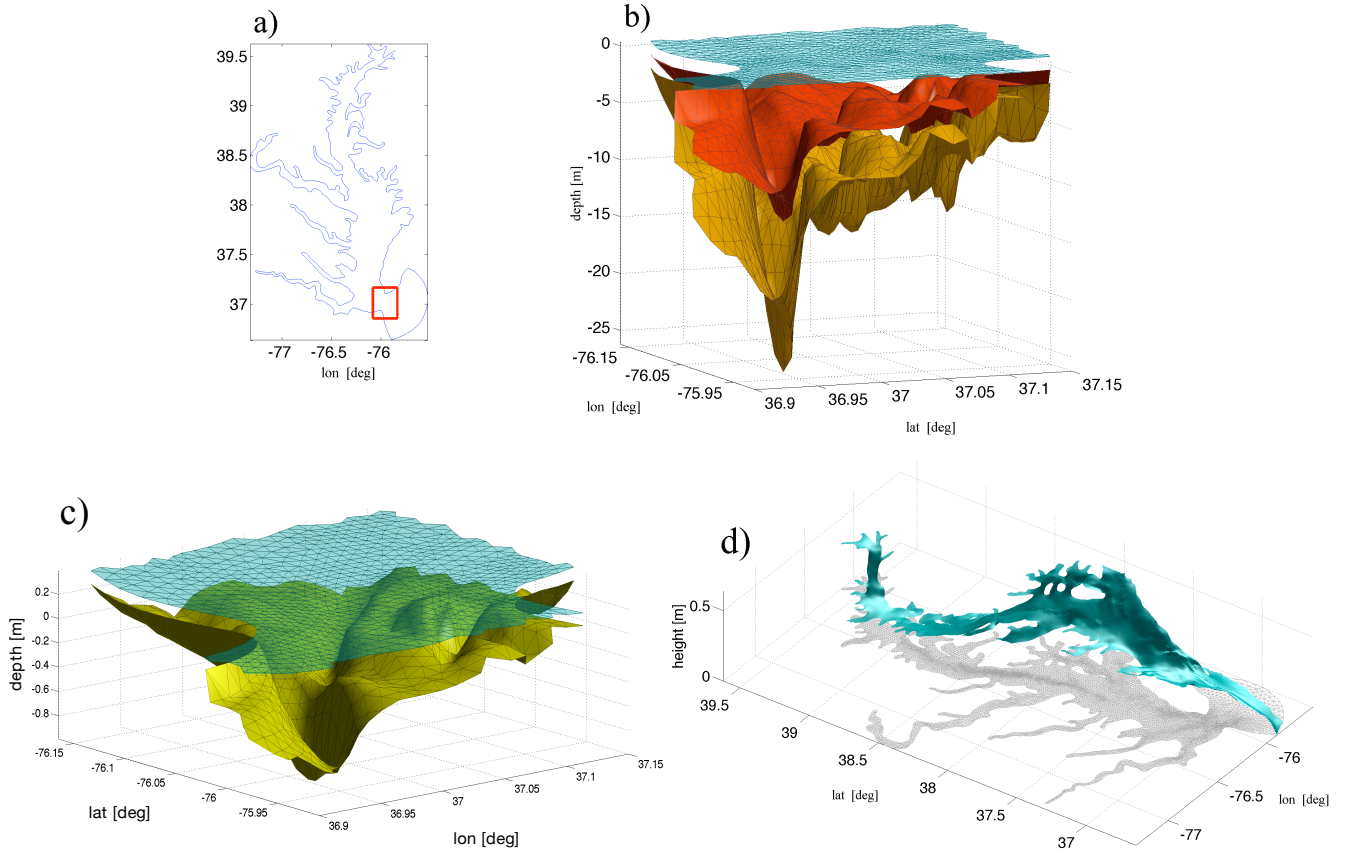 a)
39.5
39
38.5
38
37.5
37
-77 -76.5 -76
lon [deg]
b)
0
-5
-10
-15
-20
-25
depth [m]
-76.15
-76.05
-75.95
lon [deg]
36.9 36.95 37 37.05 37.1 37.15
lat [deg]
c)
0.2
0
-0.2
-0.4
-0.6
-0.8
depth [m]
-76.15
-76.1
-76.05
-76
-75.95
lat [deg]
36.9
36.95
37
37.05
37.1
37.15
lon [deg]
d)
0.5
0
height [m]
39.5
39
38.5
38
37.5
37
lat [deg]
-76
-76.5
-77
lon [deg]